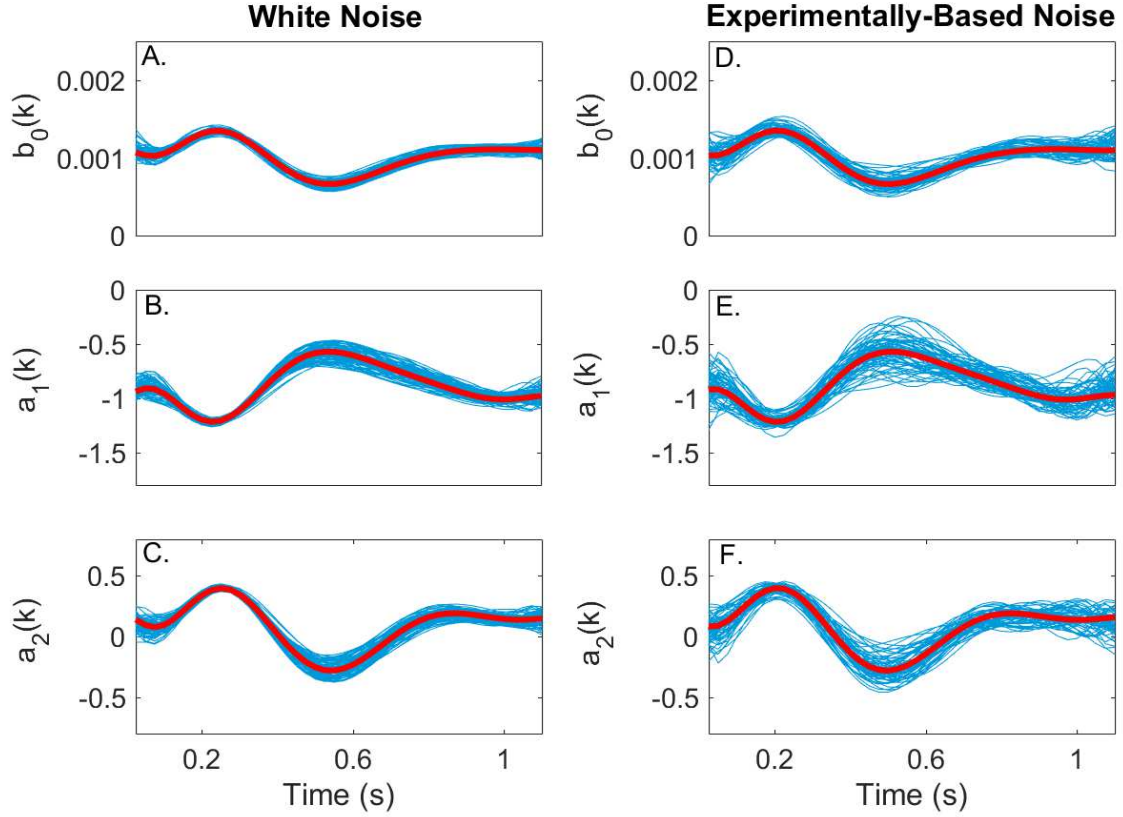 White Noise
Experimentally-Based Noise
A.
0.002
0.001
0
b0(k)
D.
0.002
0.001
0
b0(k)
B.
0
-0.5
-1
-1.5
a1(k)
E.
0
-0.5
-1
-1.5
a1(k)
C.
0.5
0
-0.5
a2(k)
0.2 0.6 1
Time (s)
F.
0.5
0
-0.5
a2(k)
0.2 0.6 1
Time (s)